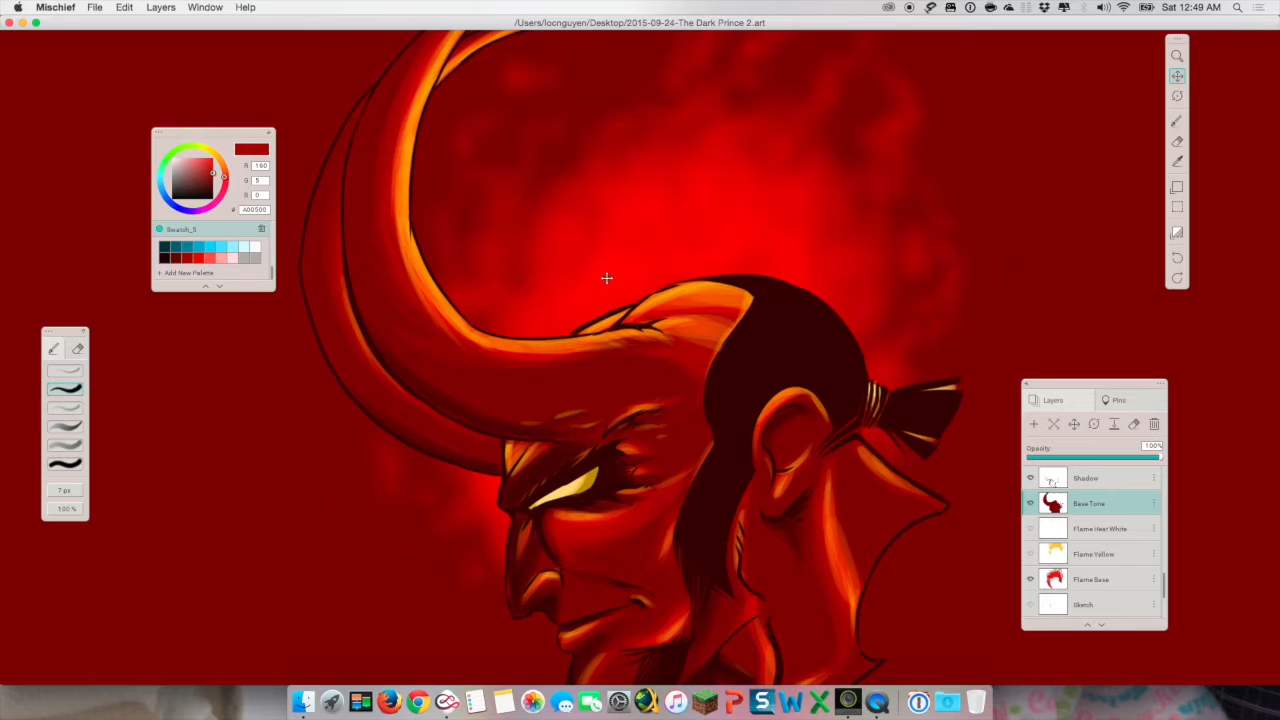 Mischief File Edit Layers Window Help Sat 12:49 AM
/Users/loonguyen/Desktop/2015-09-24-The Dark Prince 2.art
R 160
G 5
B 0
# A00500
Swatch_5
+ Add New Palette
7 px
100 %
Layers Pins
Opacity: 100%
Shadow
Base Tone
Flame Heat White
Flame Yellow
Flame Base
Sketch